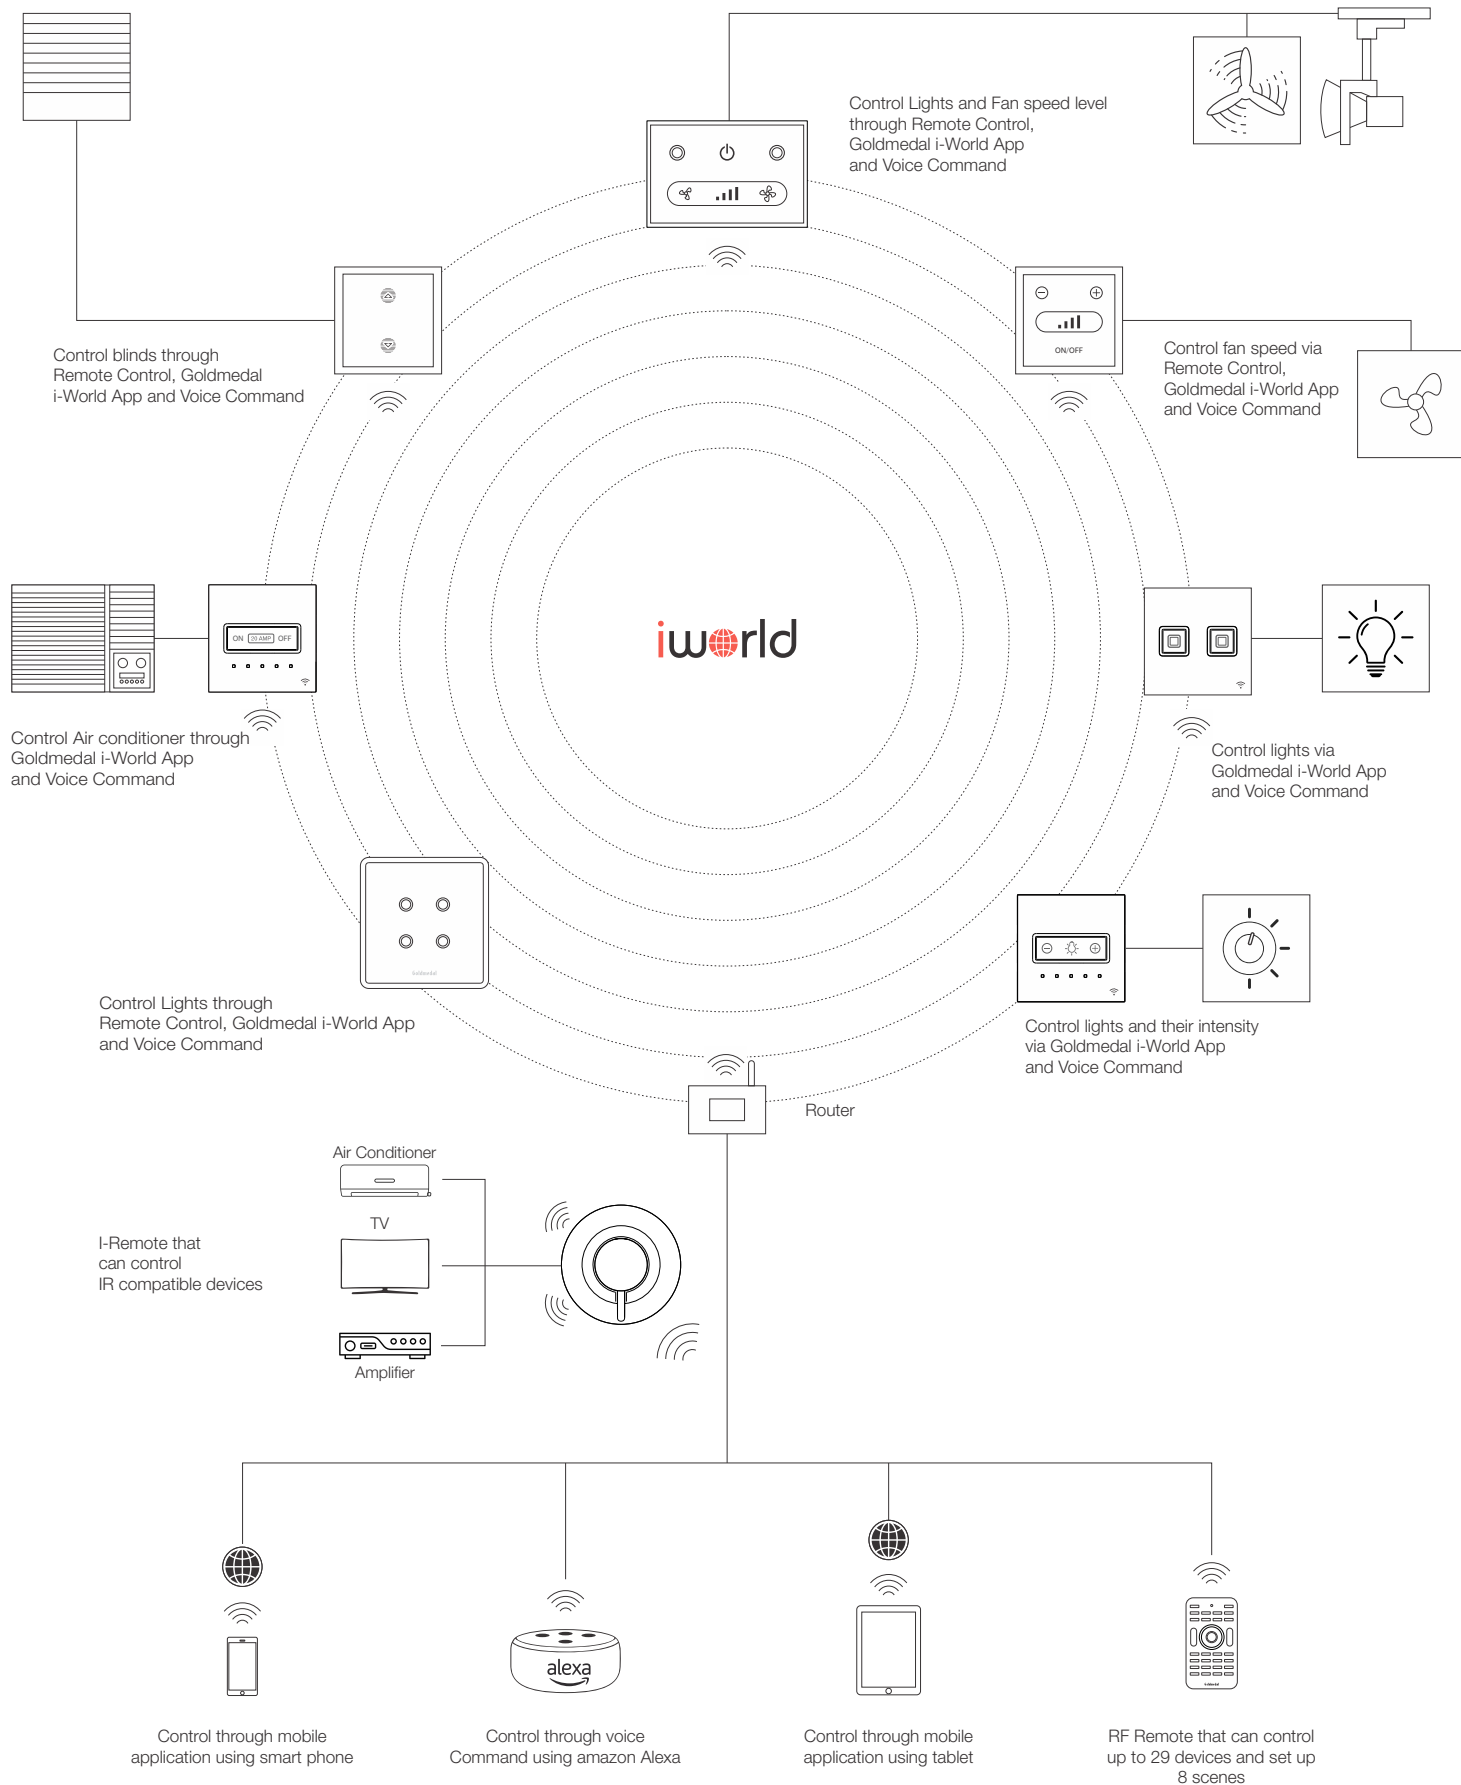 Control Lights and Fan speed level
through Remote Control,
Goldmedal i-World App
and Voice Command
ON/OFF
Control blinds through
Remote Control, Goldmedal
i-World App and Voice Command
Control fan speed via
Remote Control,
Goldmedal i-World App
and Voice Command
iworld
ON 20 AMP OFF
Control Air conditioner through
Goldmedal i-World App
and Voice Command
Control lights via
Goldmedal i-World App
and Voice Command
Goldmedal
Control Lights through
Remote Control, Goldmedal i-World App
and Voice Command
Control lights and their intensity
via Goldmedal i-World App
and Voice Command
Router
Air Conditioner
TV
I-Remote that
can control
IR compatible devices
Amplifier
alexa
Control through mobile
application using smart phone
Control through voice
Command using amazon Alexa
Control through mobile
application using tablet
RF Remote that can control
up to 29 devices and set up
8 scenes